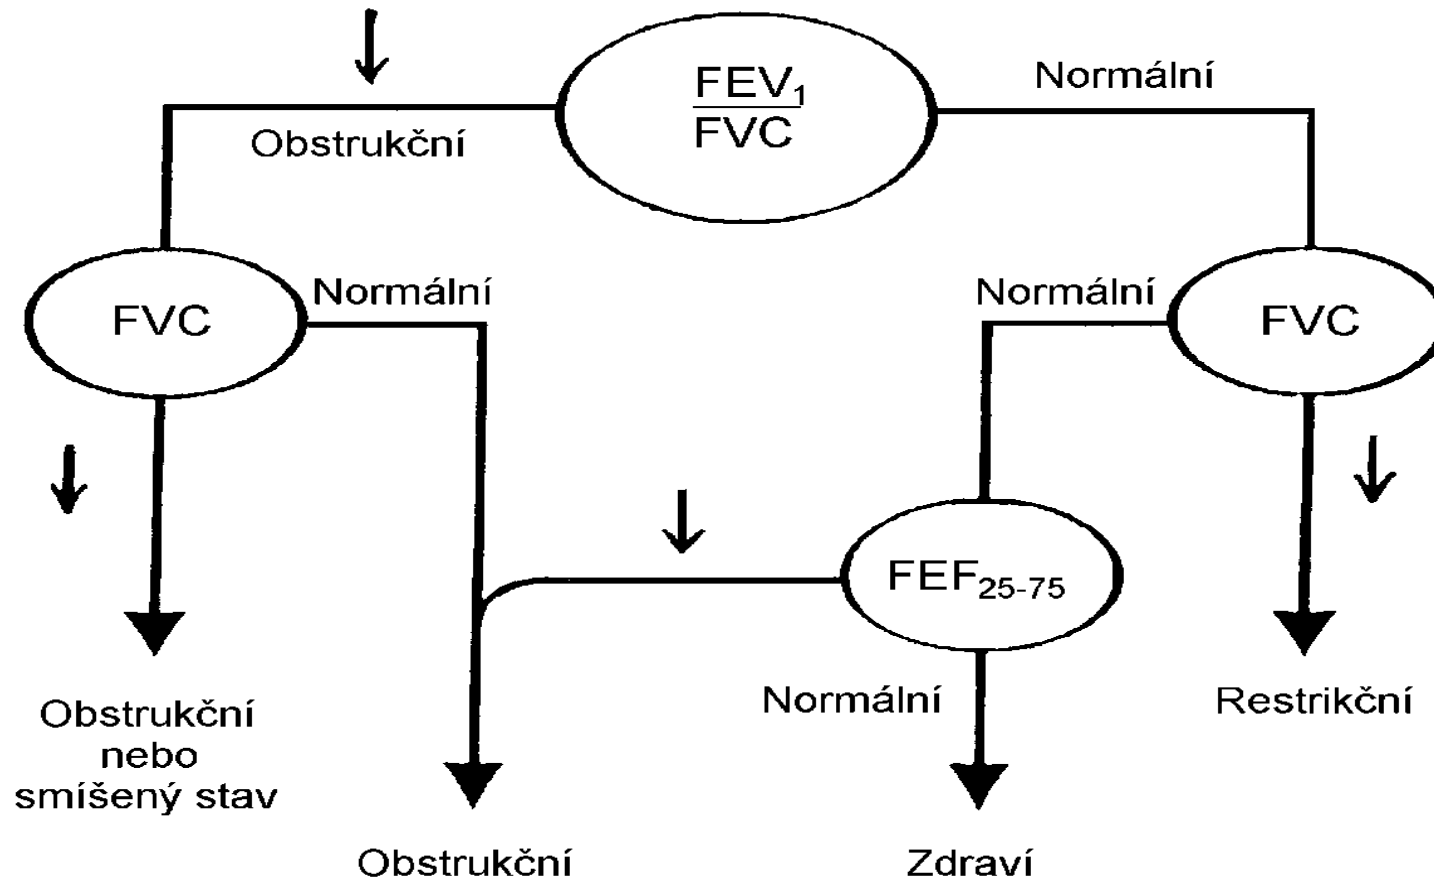 FEV₁
FVC
Normální
Obstrukční
FVC
Normální
Normální
FVC
FEF₂₅₋₇₅
Normální
Restrikční
Obstrukční
nebo
smíšený stav
Obstrukční
Zdraví